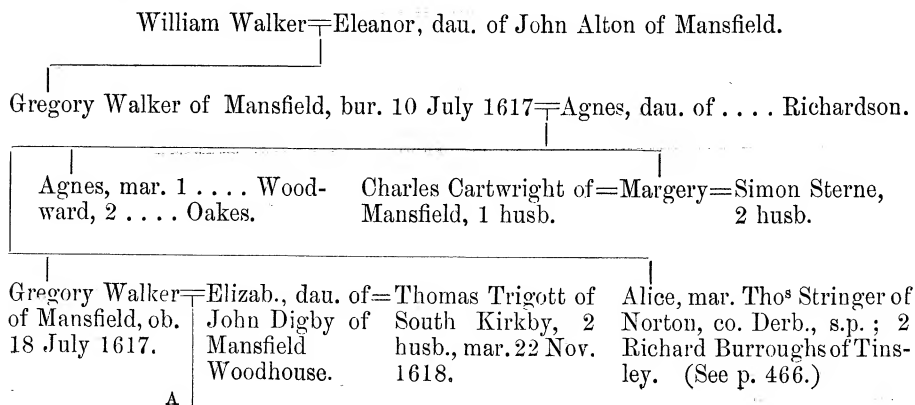 William Walker=Eleanor, dau. of John Alton of Mansfield.
Gregory Walker of Mansfield, bur. 10 July 1617=Agnes, dau. of . . . . Richardson.
Agnes, mar. 1 . . . . Wood-
ward, 2 . . . . Oakes.
Charles Cartwright of=Margery=Simon Sterne,
Mansfield, 1 husb.
2 husb.
Gregory Walker=Elizab., dau. of=Thomas Trigott of
of Mansfield, ob.
18 July 1617.
John Digby of
Mansfield
Woodhouse.
South Kirkby, 2
husb., mar. 22 Nov.
1618.
Alice, mar. Thoˢ Stringer of
Norton, co. Derb., s.p. ; 2
Richard Burroughs of Tins-
ley. (See p. 466.)
A